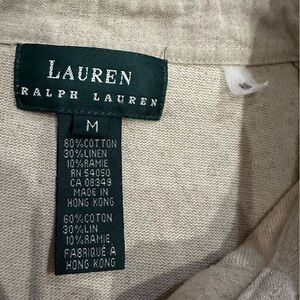 LAUREN
RALPH LAUREN
M
60%COTTON
30%LINEN
10%RAMIE
RN 54050
CA 08349
MADE IN
HONG KONG
60%COTON
30%LIN
10%RAMIE
FABRIQUÉ À
HONG KONG